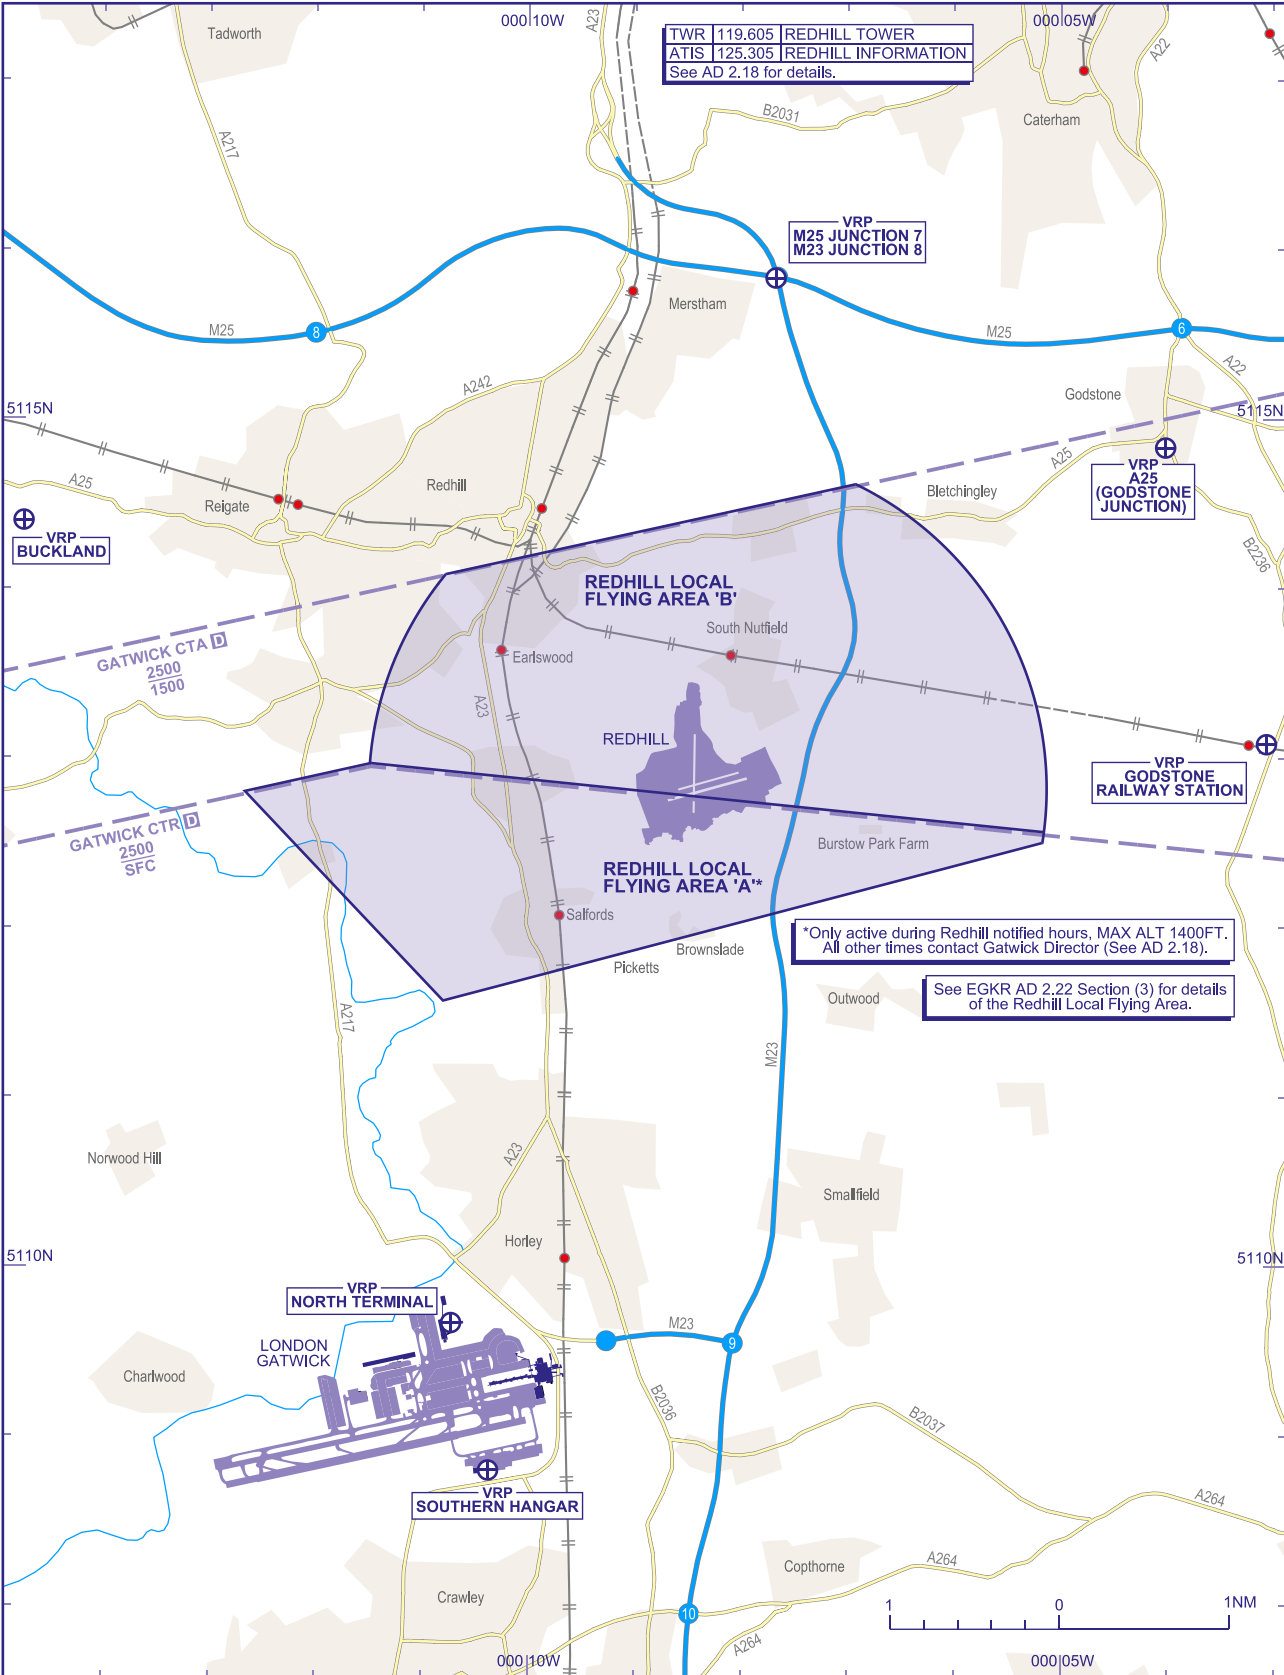 000 10W
000 05W
A23
Tadworth
TWR 119.605 REDHILL TOWER
ATIS 125.305 REDHILL INFORMATION
See AD 2.18 for details.
A22
B2031
Caterham
A217
VRP
M25 JUNCTION 7
M23 JUNCTION 8
Merstham
M25
8
M25
6
A22
A242
Godstone
5115N
5115N
A25
Redhill
Reigate
A25
Bletchingley
VRP
A25
(GODSTONE
JUNCTION)
VRP
BUCKLAND
B2236
REDHILL LOCAL
FLYING AREA 'B'
South Nutfield
GATWICK CTA D
2500
1500
Earlswood
A23
REDHILL
VRP
GODSTONE
RAILWAY STATION
GATWICK CTR D
2500
SFC
Burstow Park Farm
REDHILL LOCAL
FLYING AREA 'A'*
Salfords
Brownslade
Picketts
*Only active during Redhill notified hours, MAX ALT 1400FT.
All other times contact Gatwick Director (See AD 2.18).
Outwood
See EGKR AD 2.22 Section (3) for details
of the Redhill Local Flying Area.
A217
M23
A23
Norwood Hill
Smallfield
Horley
5110N
5110N
VRP
NORTH TERMINAL
M23
9
LONDON
GATWICK
Charlwood
B2036
B2037
VRP
SOUTHERN HANGAR
A264
A264
Copthorne
Crawley
10
A264
1 0 1NM
000 10W
000 05W